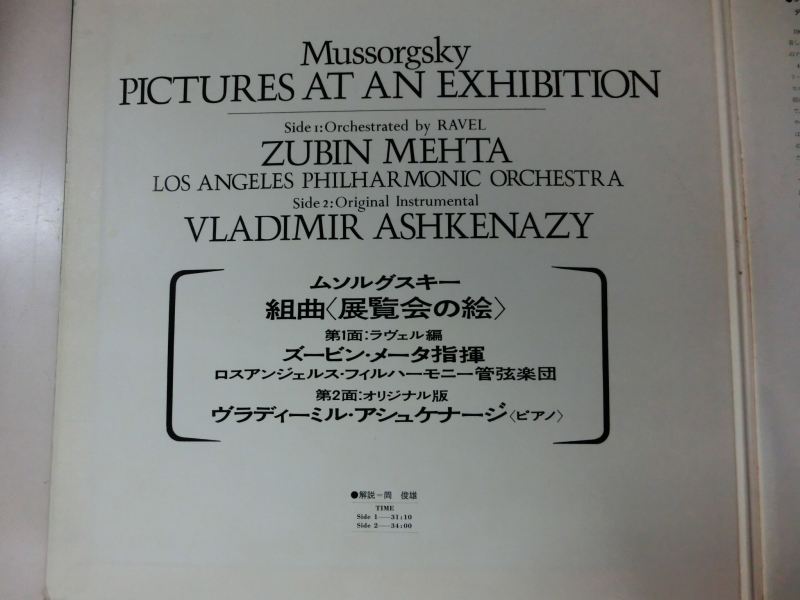 Mussorgsky
PICTURES AT AN EXHIBITION
Side 1:Orchestrated by RAVEL
ZUBIN MEHTA
LOS ANGELES PHILHARMONIC ORCHESTRA
Side 2:Original Instrumental
VLADIMIR ASHKENAZY
ムソルグスキー
組曲〈展覧会の絵〉
第1面:ラヴェル編
ズービン・メータ指揮
ロスアンジェルス・フィルハーモニー管弦楽団
第2面:オリジナル版
ヴラディーミル・アシュケナージ〈ピアノ〉
●解説=岡 俊雄
TIME
Side 1—31:10
Side 2—34:00